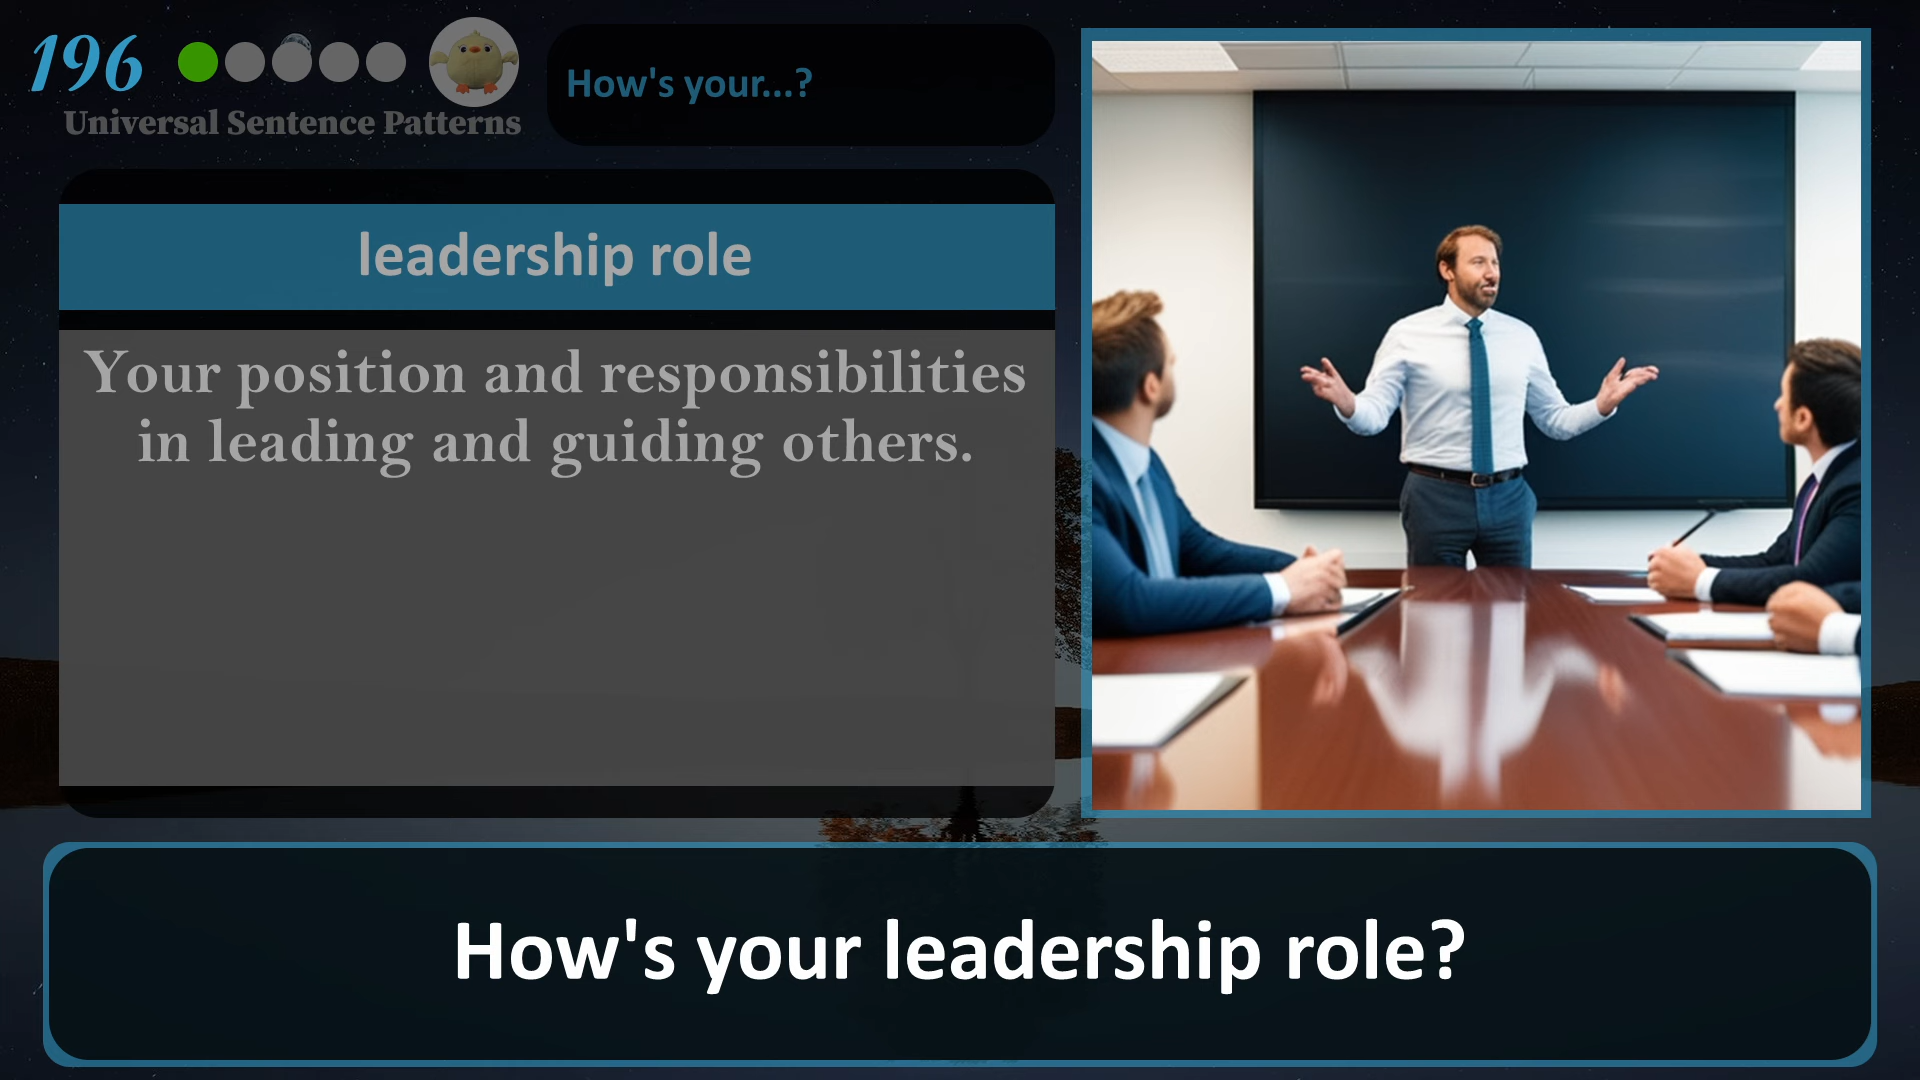 196
Universal Sentence Patterns
How's your...?
leadership role
Your position and responsibilities
in leading and guiding others.
How's your leadership role?